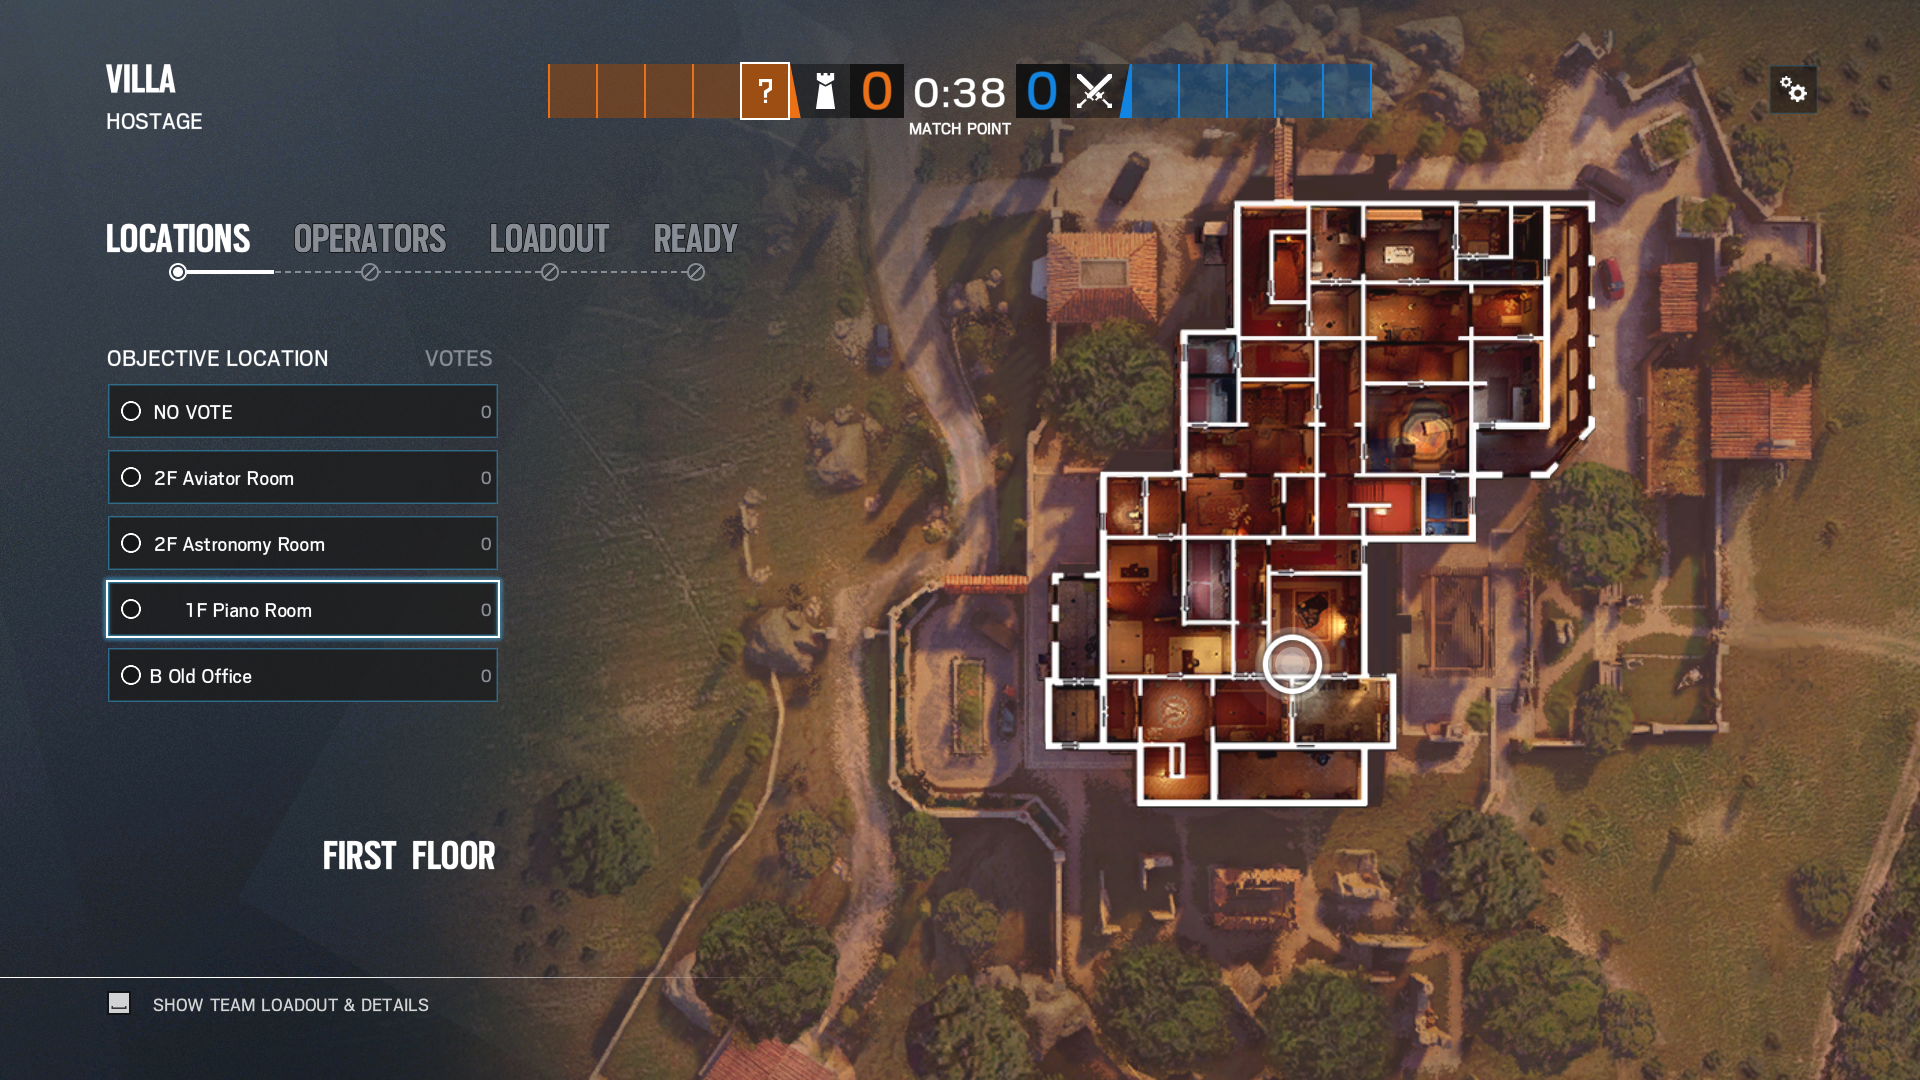 VILLA
HOSTAGE
?
0
0:38
0
MATCH POINT
LOCATIONS
OPERATORS
LOADOUT
READY
OBJECTIVE LOCATION
VOTES
NO VOTE
0
2F Aviator Room
0
2F Astronomy Room
0
1F Piano Room
0
B Old Office
0
FIRST FLOOR
SHOW TEAM LOADOUT & DETAILS